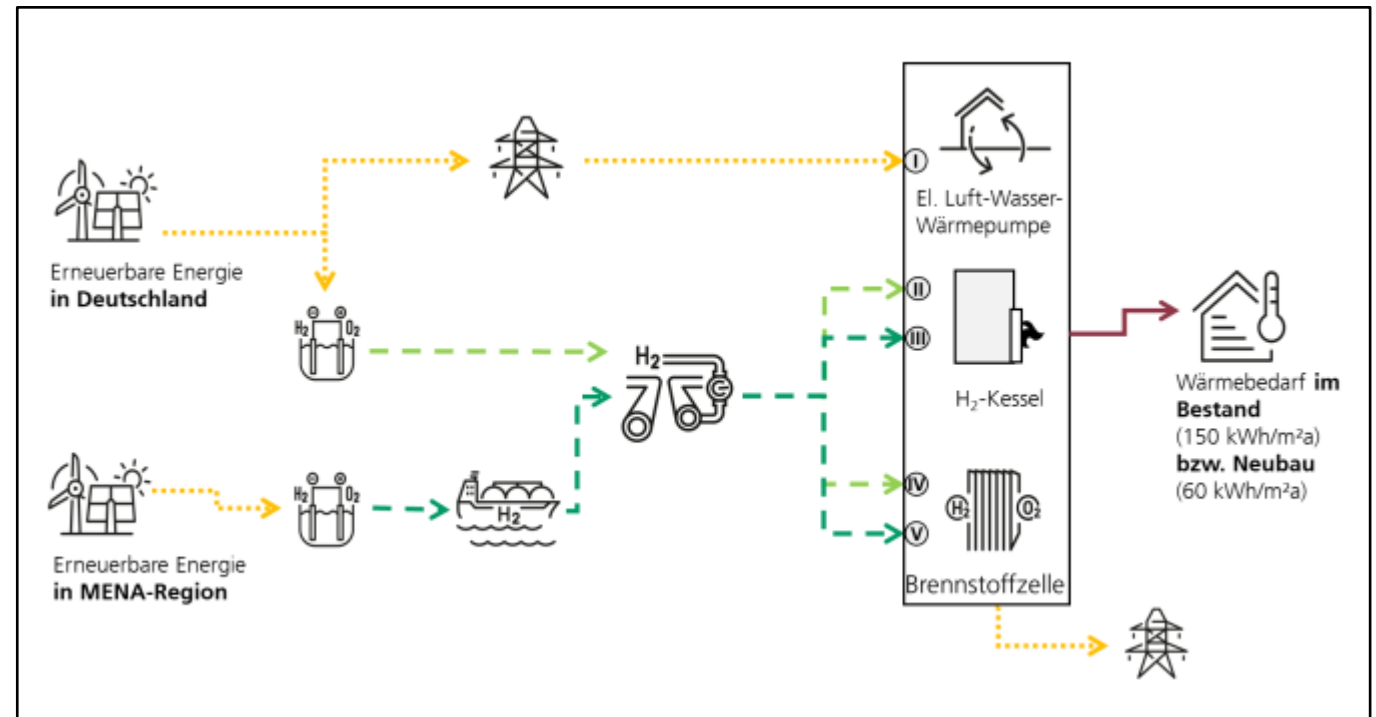 I
El. Luft-Wasser-
Wärmepumpe
Erneuerbare Energie
in Deutschland
H₂ O₂
H₂
II
III
H₂-Kessel
Wärmebedarf im
Bestand
(150 kWh/m²a)
bzw. Neubau
(60 kWh/m²a)
H₂ O₂
H₂
IV
V
H₂ O₂
Brennstoffzelle
Erneuerbare Energie
in MENA-Region